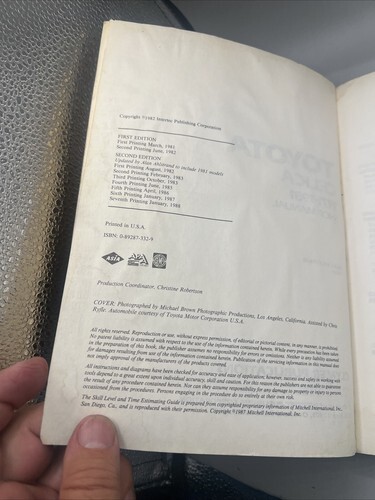 Copyright ©1982 Intertec Publishing Corporation
FIRST EDITION
First Printing March, 1981
Second Printing June, 1982
SECOND EDITION
Updated by Alan Ahlstrand to include 1983 models
First Printing August, 1982
Second Printing February, 1983
Third Printing October, 1983
Fourth Printing June, 1985
Fifth Printing April, 1986
Sixth Printing January, 1987
Seventh Printing January, 1988
Printed in U.S.A.
ISBN: 0-89287-332-9
ASIA
Production Coordinator, Christine Robertson
COVER: Photographed by Michael Brown Photographic Productions, Los Angeles, California. Assisted by Chris
Rylle. Automobile courtesy of Toyota Motor Corporation U.S.A.
All rights reserved. Reproduction or use, without express permission, of editorial or pictorial content, in any manner, is prohibited.
No patent liability is assumed with respect to the use of the information contained herein. While every precaution has been taken
in the preparation of this book, the publisher assumes no responsibility for errors or omissions. Neither is any liability assumed
for damages resulting from use of the information contained herein. Publication of the servicing information in this manual does
not imply approval of the manufacturer of the products covered.
All instructions and diagrams have been checked for accuracy and ease of application; however, success and safety in working with
tools depend to a great extent upon individual accuracy, skill and caution. For this reason the publishers are not able to guarantee
the result of any procedure contained herein. Nor can they assume responsibility for any damage to property or injury to persons
occasioned from the procedures. Persons engaging in the procedure do so entirely at their own risk.
The Skill Level and Time Estimating Guide is prepared from copyrighted proprietary information of Mitchell International, Inc.,
San Diego, Ca., and is reproduced with their permission. Copyright ©1987 Mitchell International, Inc.